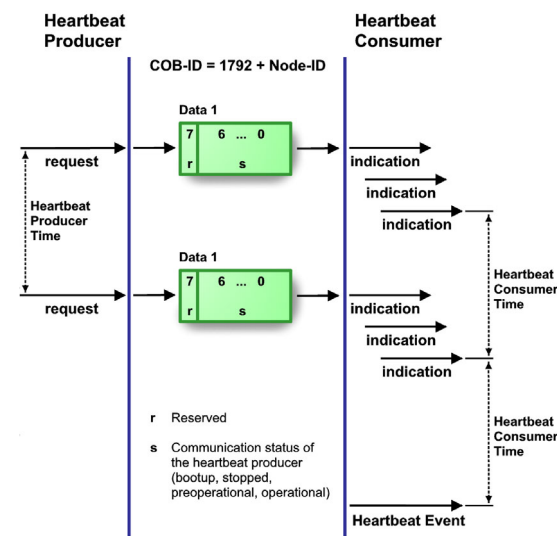 Heartbeat
Producer
Heartbeat
Consumer
COB-ID = 1792 + Node-ID
Data 1
7 6 ... 0
r s
request
indication
indication
indication
Heartbeat
Producer
Time
Heartbeat
Consumer
Time
Data 1
7 6 ... 0
r s
request
indication
indication
indication
r Reserved
s Communication status of
the heartbeat producer
(bootup, stopped,
preoperational, operational)
Heartbeat
Consumer
Time
Heartbeat Event